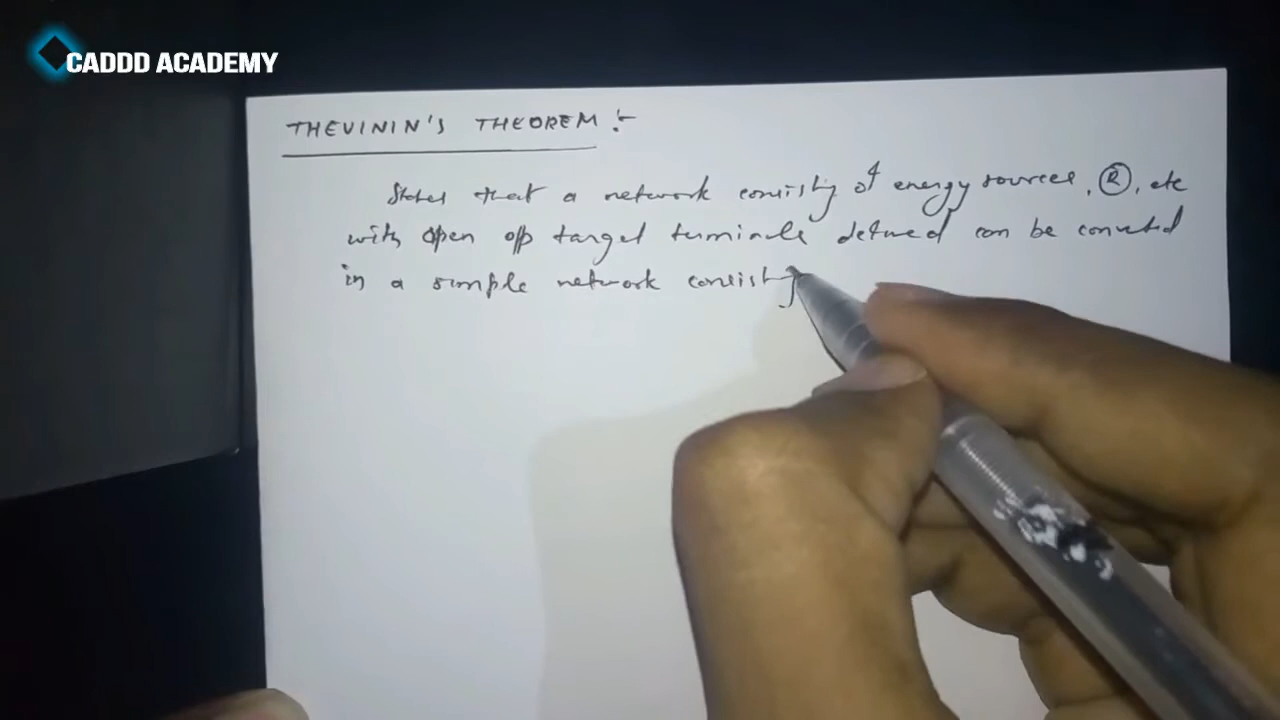 CADDD ACADEMY
THEVININ'S THEOREM :-
States that a network consisting of energy sources, R, etc
with open o/p target terminals defined can be converted
in a simple network consisting